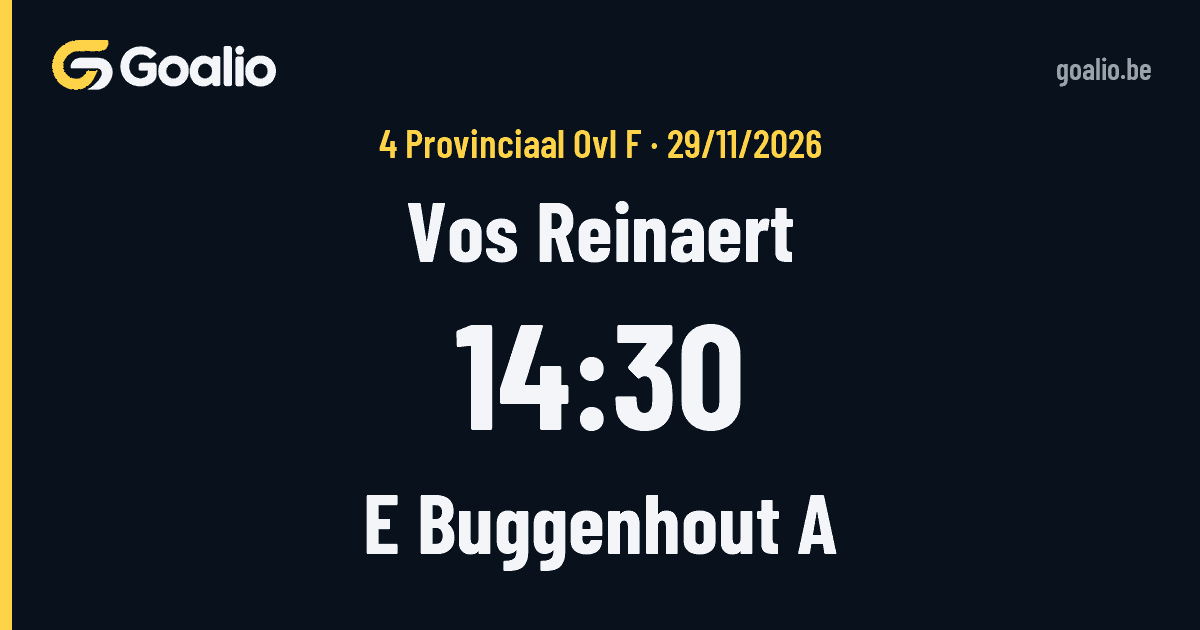 Goalio
goalio.be
4 Provinciaal Ovl F · 29/11/2026
Vos Reinaert
14:30
E Buggenhout A